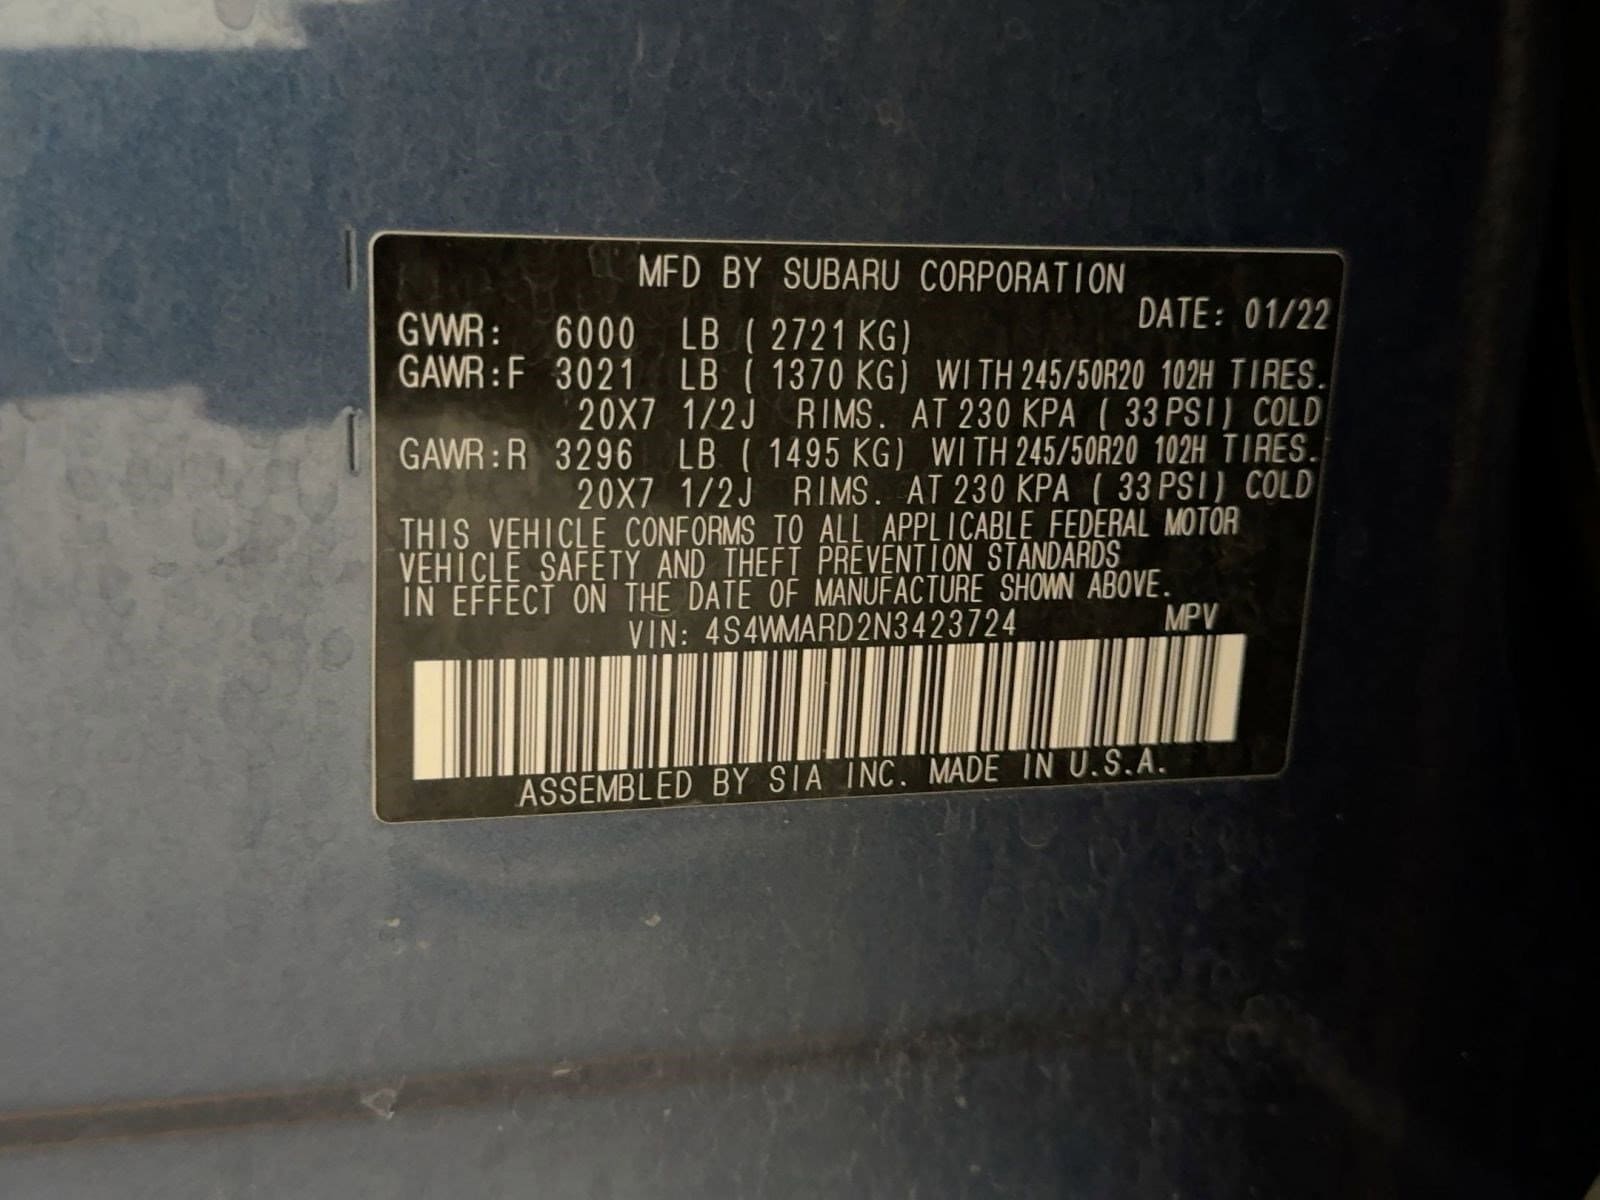 MFD BY SUBARU CORPORATION
DATE: 01/22
GVWR: 6000 LB ( 2721 KG)
GAWR:F 3021 LB ( 1370 KG) WITH 245/50R20 102H TIRES.
20X7 1/2J RIMS. AT 230 KPA ( 33 PSI) COLD
GAWR:R 3296 LB ( 1495 KG) WITH 245/50R20 102H TIRES.
20X7 1/2J RIMS. AT 230 KPA ( 33 PSI) COLD
THIS VEHICLE CONFORMS TO ALL APPLICABLE FEDERAL MOTOR
VEHICLE SAFETY AND THEFT PREVENTION STANDARDS
IN EFFECT ON THE DATE OF MANUFACTURE SHOWN ABOVE.
VIN: 4S4WMARD2N3423724 MPV
ASSEMBLED BY SIA INC. MADE IN U.S.A.